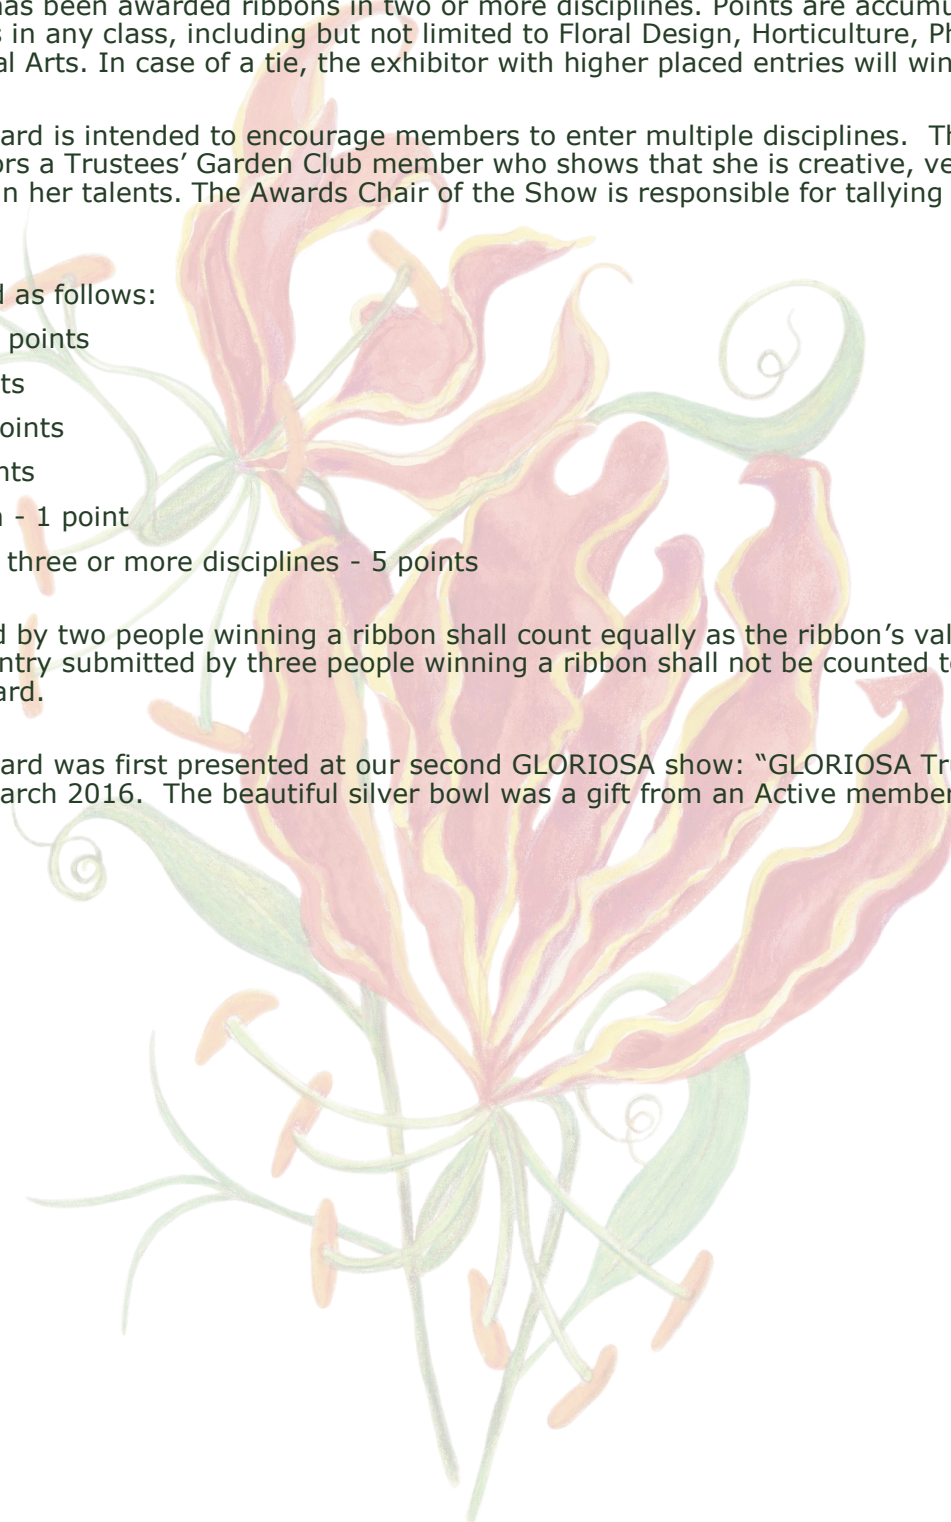 has been awarded ribbons in two or more disciplines. Points are accumu
s in any class, including but not limited to Floral Design, Horticulture, Ph
al Arts. In case of a tie, the exhibitor with higher placed entries will win
ard is intended to encourage members to enter multiple disciplines.  Th
ors a Trustees’ Garden Club member who shows that she is creative, ve
n her talents. The Awards Chair of the Show is responsible for tallying
d as follows:
points
ts
oints
nts
n - 1 point
three or more disciplines - 5 points
d by two people winning a ribbon shall count equally as the ribbon’s val
entry submitted by three people winning a ribbon shall not be counted to
ard.
ard was first presented at our second GLORIOSA show: “GLORIOSA Tru
arch 2016.  The beautiful silver bowl was a gift from an Active member